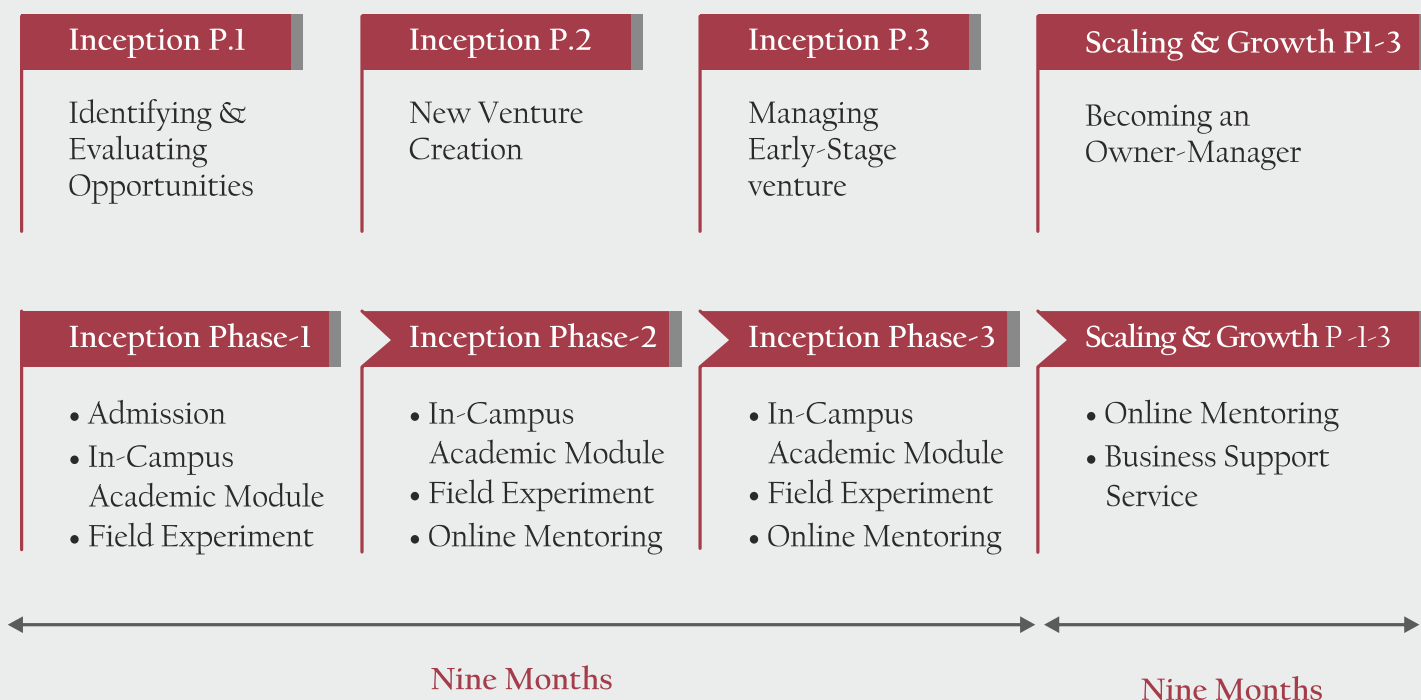 Inception P.1
Identifying &
Evaluating
Opportunities
Inception P.2
New Venture
Creation
Inception P.3
Managing
Early-Stage
venture
Scaling & Growth P1-3
Becoming an
Owner-Manager
Inception Phase-1
• Admission
• In-Campus
Academic Module
• Field Experiment
Inception Phase-2
• In-Campus
Academic Module
• Field Experiment
• Online Mentoring
Inception Phase-3
• In-Campus
Academic Module
• Field Experiment
• Online Mentoring
Scaling & Growth P -1-3
• Online Mentoring
• Business Support
Service
Nine Months
Nine Months